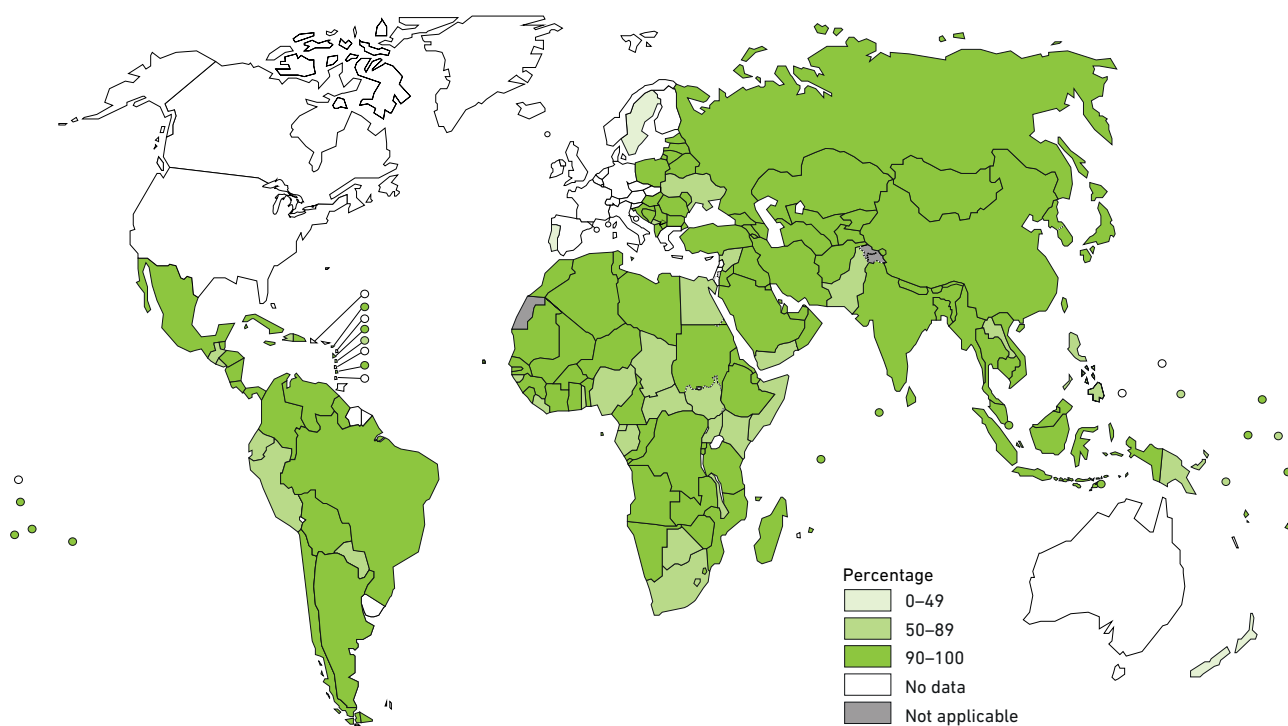 Percentage
0–49
50–89
90–100
No data
Not applicable